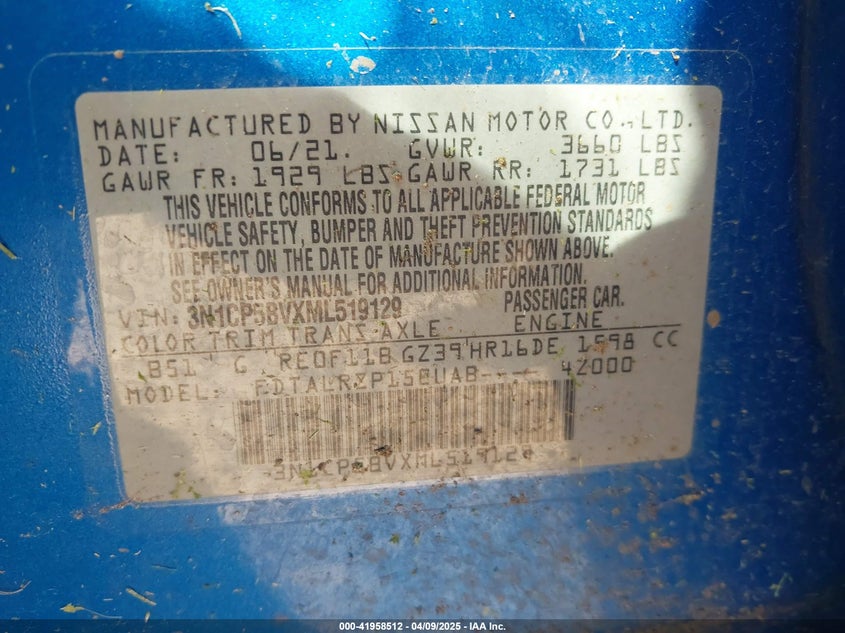 MANUFACTURED BY NISSAN MOTOR CO., LTD.
DATE: 06/21. GVWR: 3660 LBS
GAWR FR: 1929 LBS GAWR RR: 1731 LBS
THIS VEHICLE CONFORMS TO ALL APPLICABLE FEDERAL MOTOR
VEHICLE SAFETY, BUMPER AND THEFT PREVENTION STANDARDS
IN EFFECT ON THE DATE OF MANUFACTURE SHOWN ABOVE.
SEE OWNER'S MANUAL FOR ADDITIONAL INFORMATION.
VIN: 3N1CP5BVXML519129 PASSENGER CAR.
COLOR TRIM TRANS AXLE ENGINE
B51 G RE0F11B GZ39 HR16DE 1598 CC
MODEL: 42000
3N1CP5BVXML519129
000-41958512 - 04/09/2025 - IAA Inc.